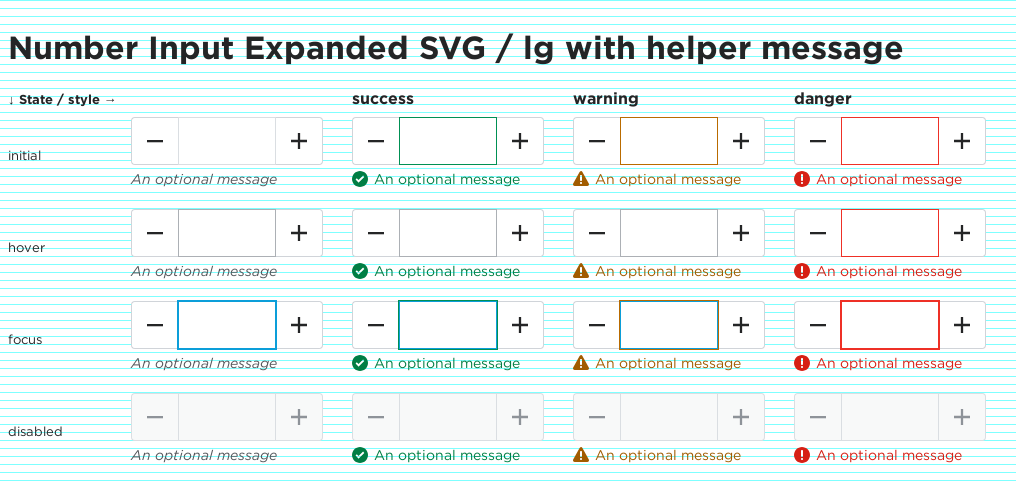 Number Input Expanded SVG / lg with helper message
↓ State / style → success warning danger
initial
An optional message An optional message An optional message An optional message
hover
An optional message An optional message An optional message An optional message
focus
An optional message An optional message An optional message An optional message
disabled
An optional message An optional message An optional message An optional message